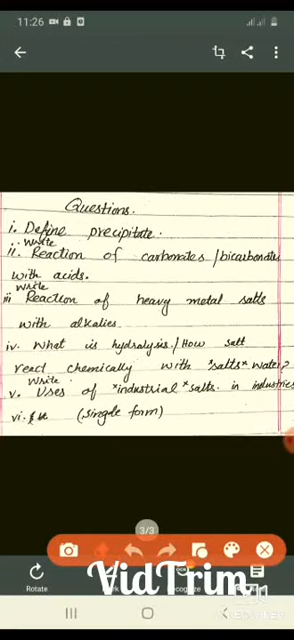 11:26
Questions.
i. Define precipitate.
write
ii. Reaction of carbonates / bicarbonates
with acids.
write
iii Reaction of heavy metal salts
with alkalies.
iv. What is hydrolysis. / How salt
react chemically with *salts* water?
write
v. Uses of *industrial *salts. in industries
vi. (single form)
3/3
VidTrim
Rotate